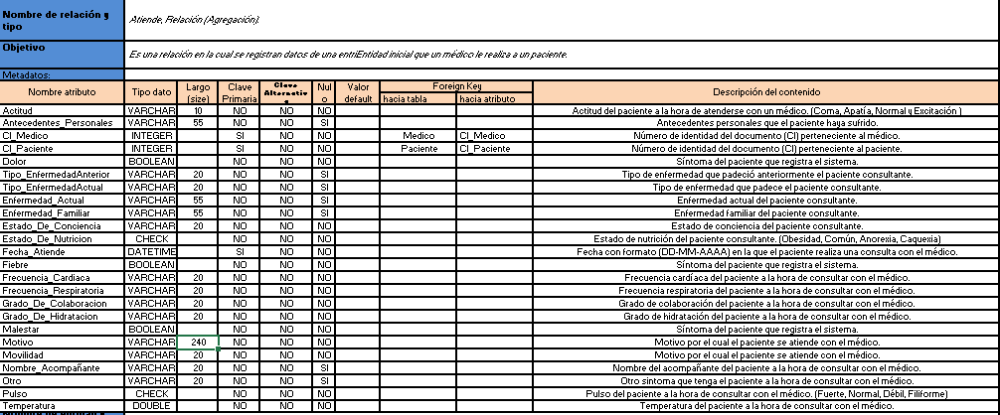 Nombre de relación y tipo Atiende, Relación (Agregación).
Objetivo Es una relación en la cual se registran datos de una entriEntidad inicial que un médico le realiza a un paciente.
Metadatos:
Nombre atributo Tipo dato Largo (size) Clave Primaria Clave Alternativa Nulo Valor default Foreign Key hacia tabla hacia atributo Descripción del contenido
Actitud VARCHAR 10 NO NO NO Actitud del paciente a la hora de atenderse con un médico. (Coma, Apatía, Normal y Excitación )
Antecedentes_Personales VARCHAR 55 NO NO SI Antecedentes personales que el paciente haya sufrido.
CI_Medico INTEGER SI NO NO Medico CI_Medico Número de identidad del documento (CI) perteneciente al médico.
CI_Paciente INTEGER SI NO NO Paciente CI_Paciente Número de identidad del documento (CI) perteneciente al paciente.
Dolor BOOLEAN NO NO NO Síntoma del paciente que registra el sistema.
Tipo_EnfermedadAnterior VARCHAR 20 NO NO SI Tipo de enfermedad que padeció anteriormente el paciente consultante.
Tipo_EnfermedadActual VARCHAR 20 NO NO SI Tipo de enfermedad que padece el paciente consultante.
Enfermedad_Actual VARCHAR 55 NO NO SI Enfermedad actual del paciente consultante.
Enfermedad_Familiar VARCHAR 55 NO NO SI Enfermedad familiar del paciente consultante.
Estado_De_Conciencia VARCHAR 20 NO NO NO Estado de conciencia del paciente consultante.
Estado_De_Nutricion CHECK NO NO NO Estado de nutrición del paciente consultante. (Obesidad, Común, Anorexia, Caquexia)
Fecha_Atiende DATETIME SI NO NO Fecha con formato (DD-MM-AAAA) en la que el paciente realiza una consulta con el médico.
Fiebre BOOLEAN NO NO NO Síntoma del paciente que registra el sistema.
Frecuencia_Cardiaca VARCHAR 20 NO NO NO Frecuencia cardíaca del paciente a la hora de consultar con el médico.
Frecuencia_Respiratoria VARCHAR 20 NO NO NO Frecuencia respiratoria del paciente a la hora de consultar con el médico.
Grado_De_Colaboracion VARCHAR 20 NO NO NO Grado de colaboración del paciente a la hora de consultar con el médico.
Grado_De_Hidratacion VARCHAR 20 NO NO NO Grado de hidratación del paciente a la hora de consultar con el médico.
Malestar BOOLEAN NO NO NO Síntoma del paciente que registra el sistema.
Motivo VARCHAR 240 NO NO NO Motivo por el cual el paciente se atiende con el médico.
Movilidad VARCHAR 20 NO NO NO Motivo por el cual el paciente se atiende con el médico.
Nombre_Acompañante VARCHAR 20 NO NO SI Nombre del acompañante del paciente a la hora de consultar con el médico.
Otro VARCHAR 20 NO NO SI Otro sintoma que tenga el paciente a la hora de consultar con el médico.
Pulso CHECK NO NO NO Pulso del paciente a la hora de consultar con el médico. (Fuerte, Normal, Débil, Filiforme)
Temperatura DOUBLE NO NO NO Temperatura del paciente a la hora de consultar con el médico.